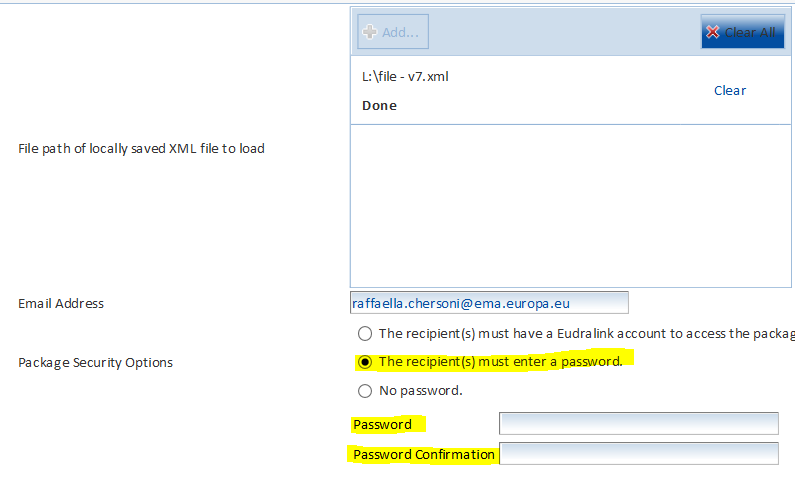 Add...
Clear All
L:\file - v7.xml
Clear
Done
File path of locally saved XML file to load
Email Address
raffaella.chersoni@ema.europa.eu
The recipient(s) must have a Eudralink account to access the packag
Package Security Options
The recipient(s) must enter a password.
No password.
Password
Password Confirmation